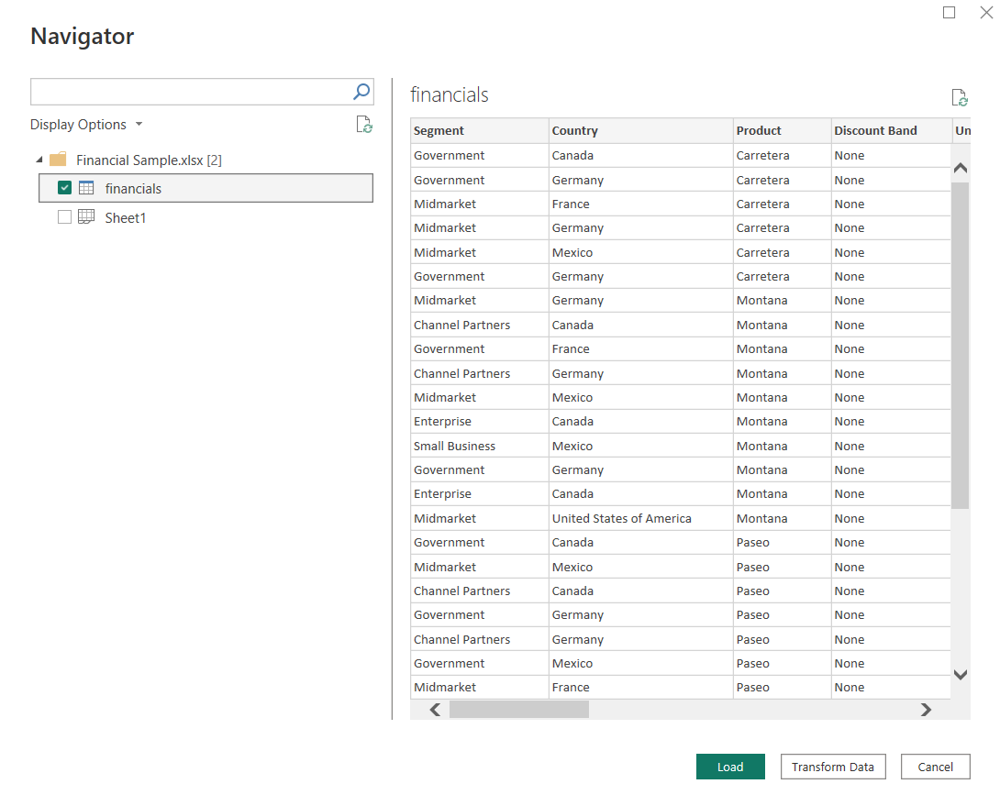 Navigator
Display Options
Financial Sample.xlsx [2]
financials
Sheet1
financials
Segment Country Product Discount Band Un
Government Canada Carretera None
Government Germany Carretera None
Midmarket France Carretera None
Midmarket Germany Carretera None
Midmarket Mexico Carretera None
Government Germany Carretera None
Midmarket Germany Montana None
Channel Partners Canada Montana None
Government France Montana None
Channel Partners Germany Montana None
Midmarket Mexico Montana None
Enterprise Canada Montana None
Small Business Mexico Montana None
Government Germany Montana None
Enterprise Canada Montana None
Midmarket United States of America Montana None
Government Canada Paseo None
Midmarket Mexico Paseo None
Channel Partners Canada Paseo None
Government Germany Paseo None
Channel Partners Germany Paseo None
Government Mexico Paseo None
Midmarket France Paseo None
Load Transform Data Cancel